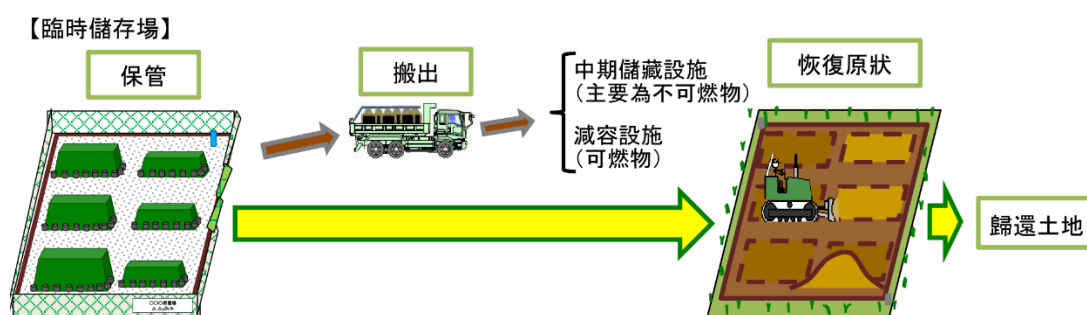 【臨時儲存場】
保管
搬出
中期儲藏設施
（主要為不可燃物）
減容設施
（可燃物）
恢復原狀
歸還土地